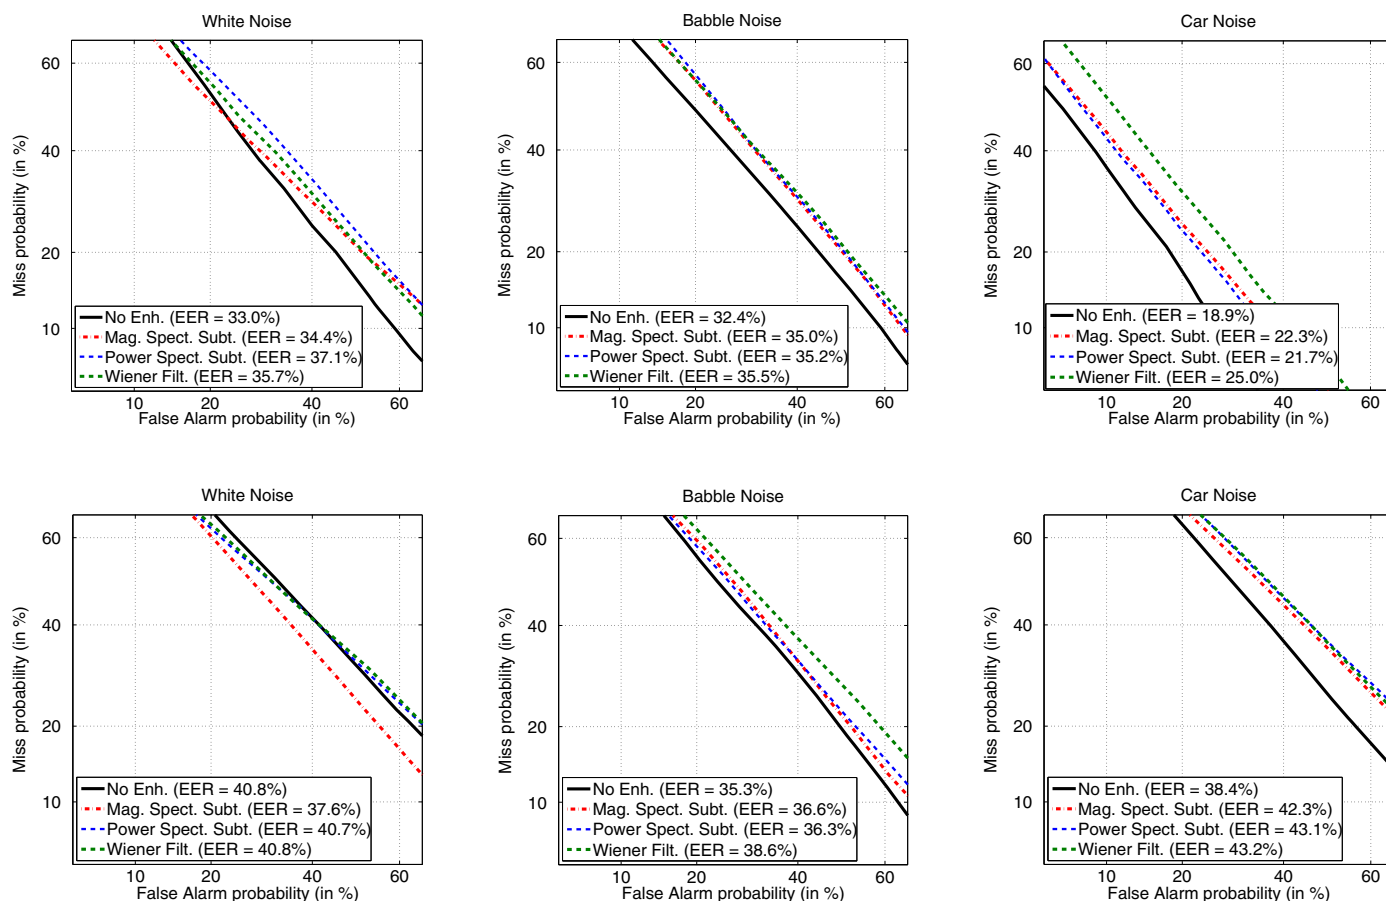 White Noise
Miss probability (in %)
60
40
20
10
No Enh. (EER = 33.0%)
Mag. Spect. Subt. (EER = 34.4%)
Power Spect. Subt. (EER = 37.1%)
Wiener Filt. (EER = 35.7%)
10 20 40 60
False Alarm probability (in %)
Babble Noise
Miss probability (in %)
60
40
20
10
No Enh. (EER = 32.4%)
Mag. Spect. Subt. (EER = 35.0%)
Power Spect. Subt. (EER = 35.2%)
Wiener Filt. (EER = 35.5%)
10 20 40 60
False Alarm probability (in %)
Car Noise
Miss probability (in %)
60
40
20
10
No Enh. (EER = 18.9%)
Mag. Spect. Subt. (EER = 22.3%)
Power Spect. Subt. (EER = 21.7%)
Wiener Filt. (EER = 25.0%)
10 20 40 60
False Alarm probability (in %)
White Noise
Miss probability (in %)
60
40
20
10
No Enh. (EER = 40.8%)
Mag. Spect. Subt. (EER = 37.6%)
Power Spect. Subt. (EER = 40.7%)
Wiener Filt. (EER = 40.8%)
10 20 40 60
False Alarm probability (in %)
Babble Noise
Miss probability (in %)
60
40
20
10
No Enh. (EER = 35.3%)
Mag. Spect. Subt. (EER = 36.6%)
Power Spect. Subt. (EER = 36.3%)
Wiener Filt. (EER = 38.6%)
10 20 40 60
False Alarm probability (in %)
Car Noise
Miss probability (in %)
60
40
20
10
No Enh. (EER = 38.4%)
Mag. Spect. Subt. (EER = 42.3%)
Power Spect. Subt. (EER = 43.1%)
Wiener Filt. (EER = 43.2%)
10 20 40 60
False Alarm probability (in %)